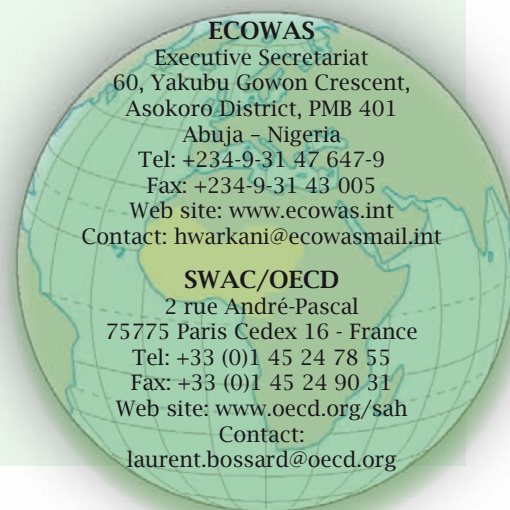 ECOWAS
Executive Secretariat
60, Yakubu Gowon Crescent,
Asokoro District, PMB 401
Abuja – Nigeria
Tel: +234-9-31 47 647-9
Fax: +234-9-31 43 005
Web site: www.ecowas.int
Contact: hwarkani@ecowasmail.int
SWAC/OECD
2 rue André-Pascal
75775 Paris Cedex 16 - France
Tel: +33 (0)1 45 24 78 55
Fax: +33 (0)1 45 24 90 31
Web site: www.oecd.org/sah
Contact:
laurent.bossard@oecd.org